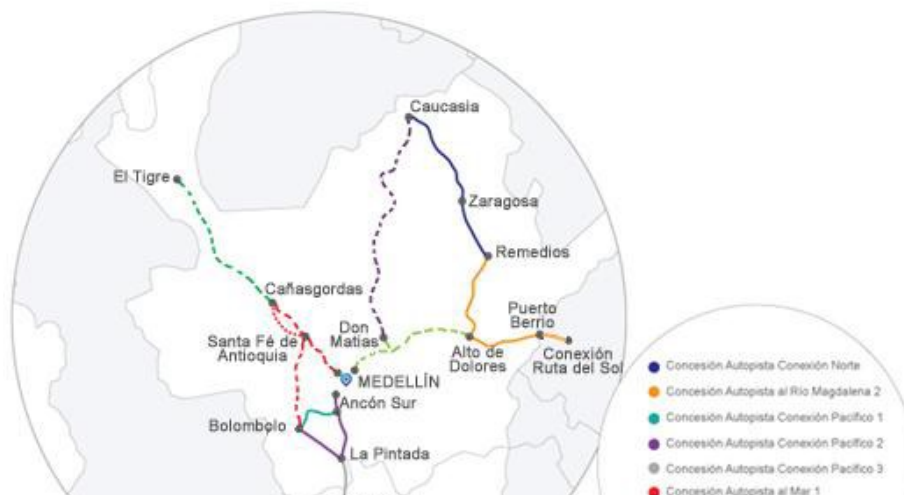 Caucasia
El Tigre
Zaragosa
Remedios
Cañasgordas
Puerto
Berrio
Don
Matias
Santa Fé de
Antioquia
Alto de
Dolores
Conexión
Ruta del Sol
MEDELLÍN
Ancón Sur
Bolombolo
La Pintada
Concesión Autopista Conexión Norte
Concesión Autopista al Río Magdalena 2
Concesión Autopista Conexión Pacífico 1
Concesión Autopista Conexión Pacífico 2
Concesión Autopista Conexión Pacífico 3
Concesión Autopista al Mar 1